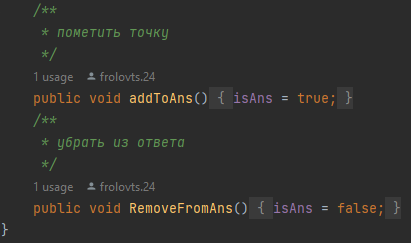 /**
* пометить точку
*/
1 usage frolovts.24
public void addToAns() { isAns = true; }
/**
* убрать из ответа
*/
1 usage frolovts.24
public void RemoveFromAns() { isAns = false; }
}